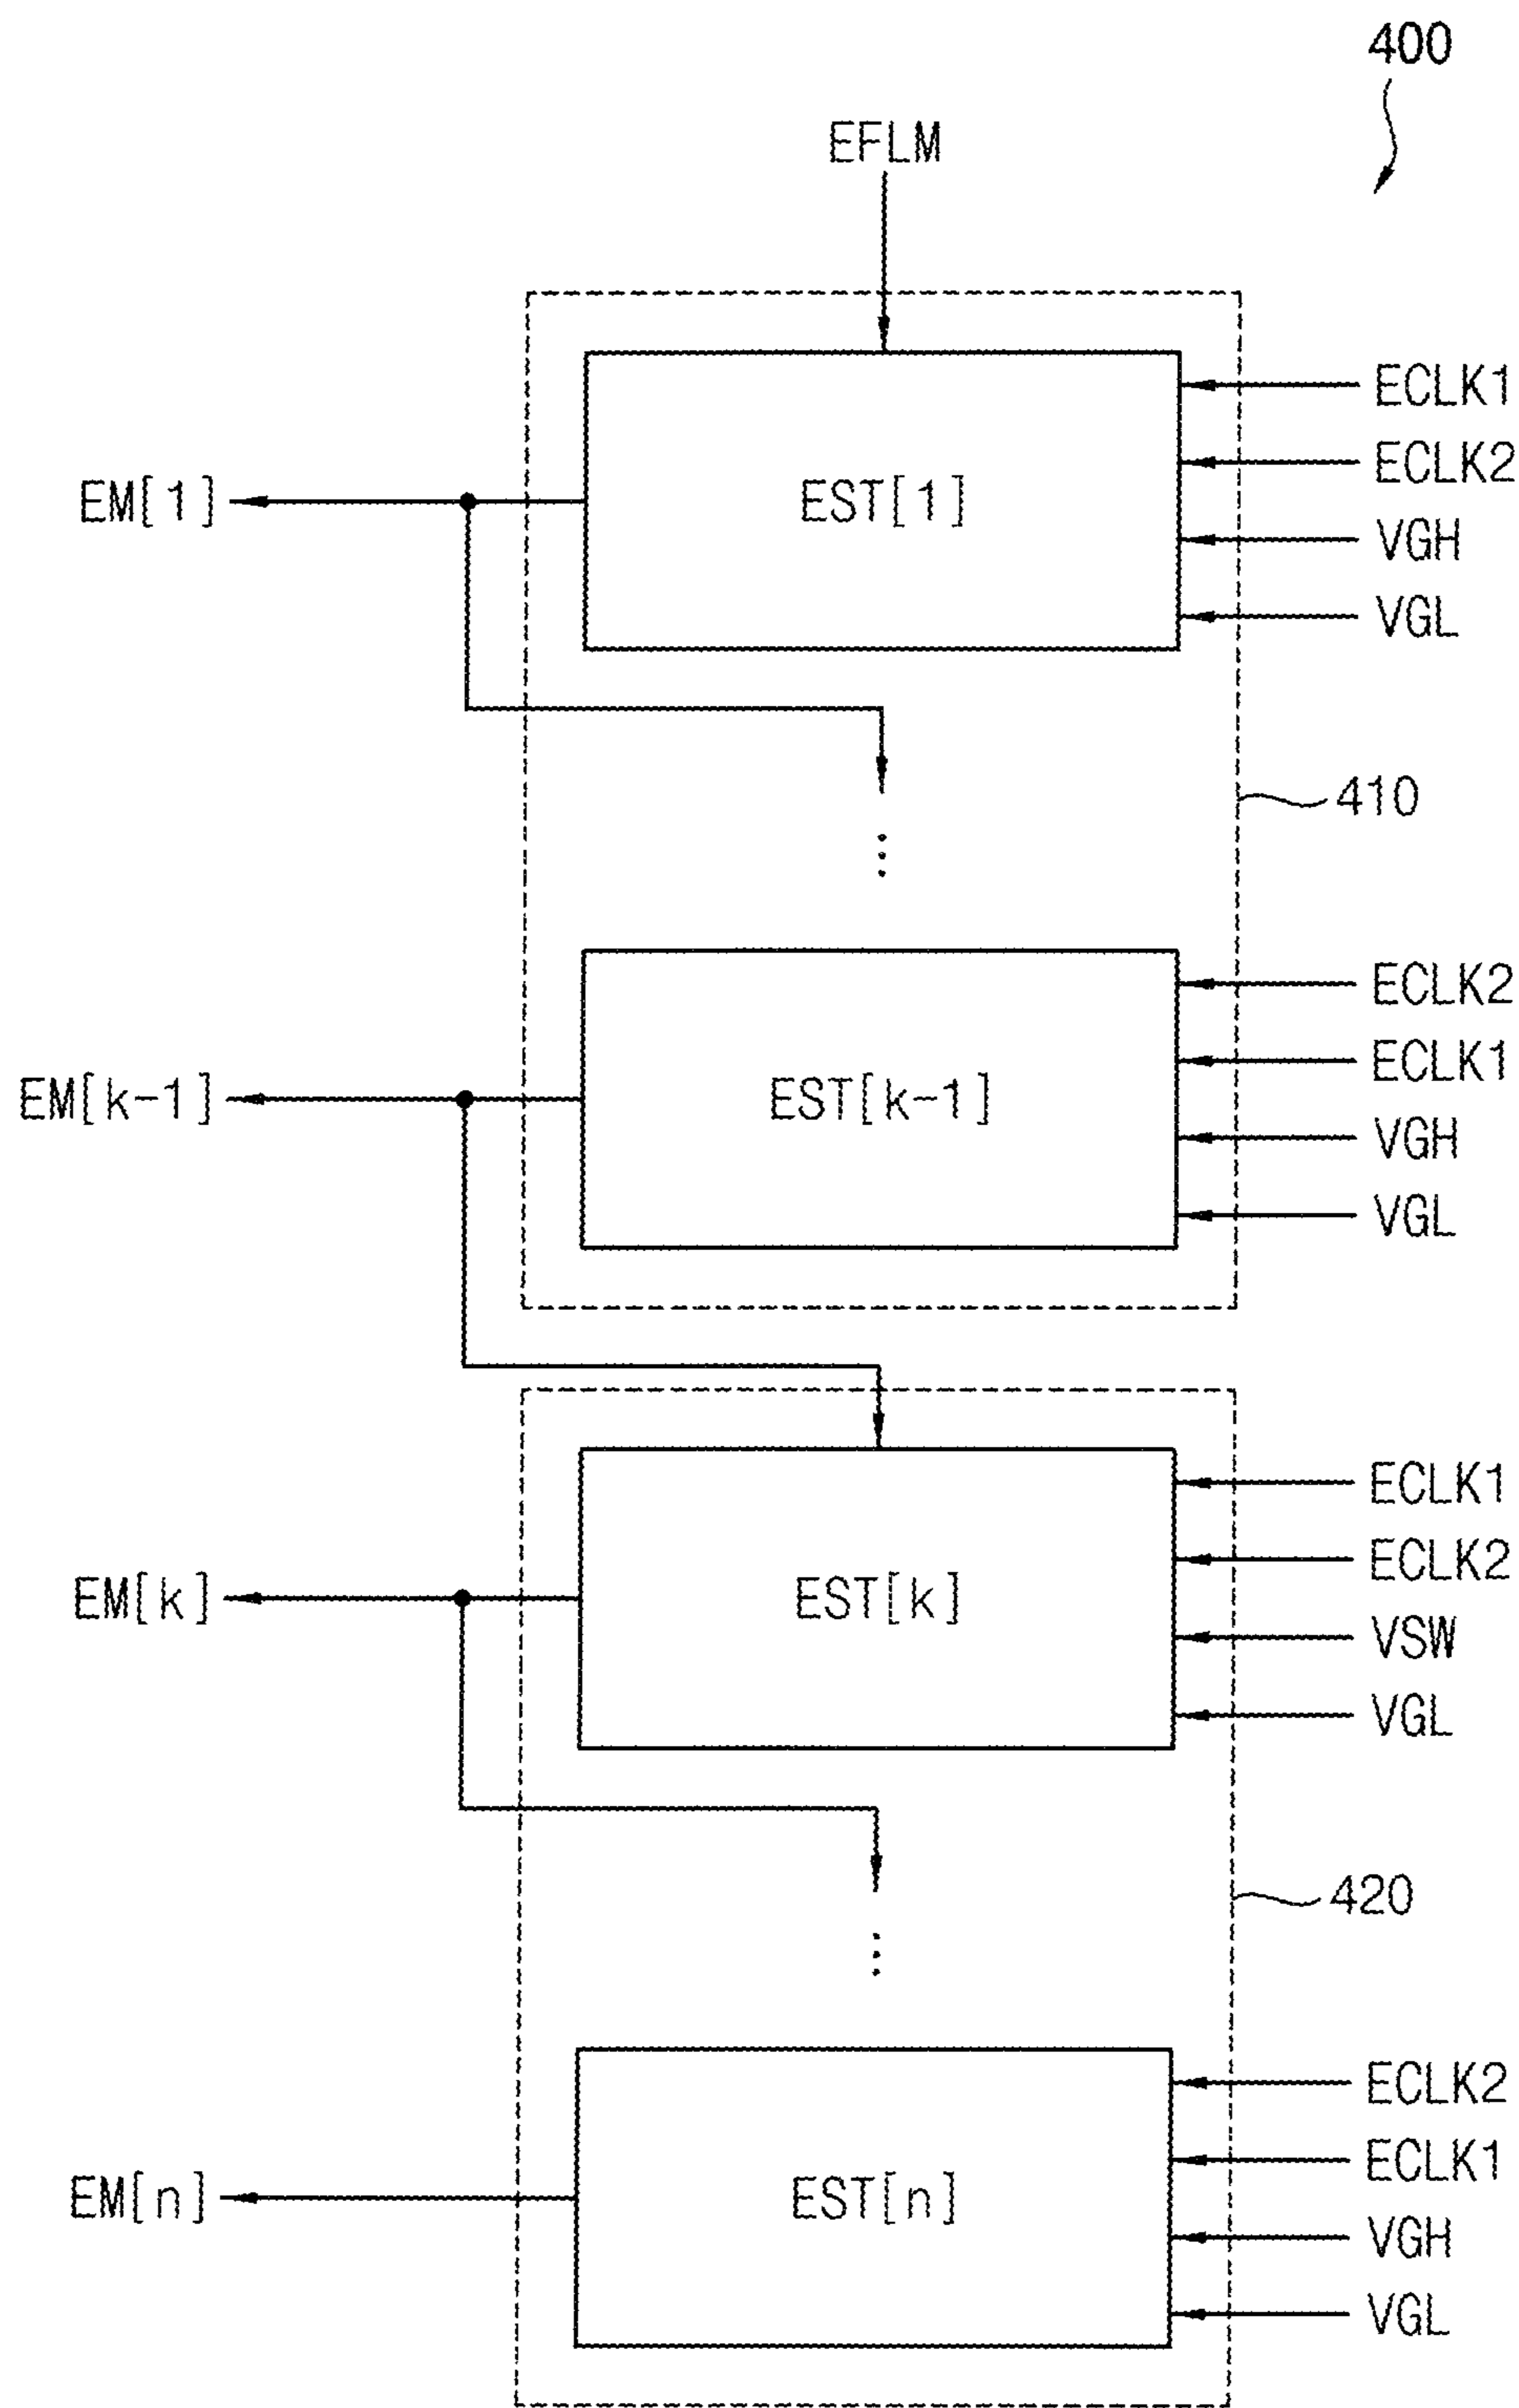 400
EFLM
ECLK1
ECLK2
EM[1]
EST[1]
VGH
VGL
410
ECLK2
ECLK1
EM[k-1]
EST[k-1]
VGH
VGL
ECLK1
ECLK2
EM[k]
EST[k]
VSW
VGL
420
ECLK2
ECLK1
EM[n]
EST[n]
VGH
VGL